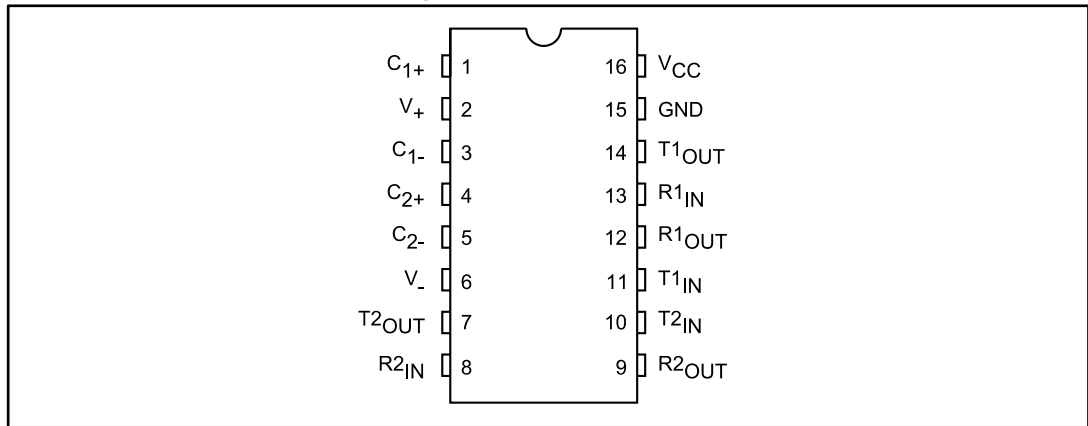 C1+ 1 16 VCC
V+ 2 15 GND
C1- 3 14 T1OUT
C2+ 4 13 R1IN
C2- 5 12 R1OUT
V- 6 11 T1IN
T2OUT 7 10 T2IN
R2IN 8 9 R2OUT